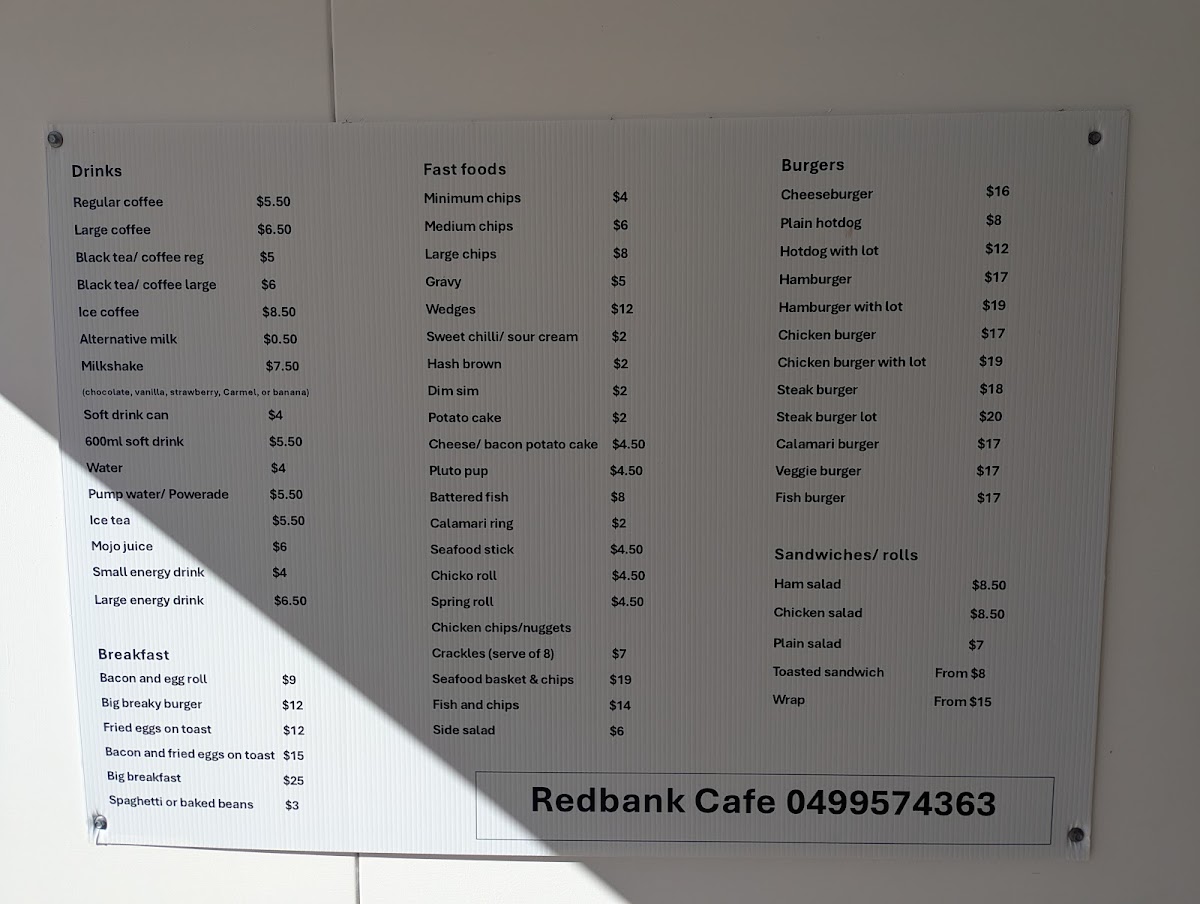 Drinks
Regular coffee $5.50
Large coffee $6.50
Black tea/ coffee reg $5
Black tea/ coffee large $6
Ice coffee $8.50
Alternative milk $0.50
Milkshake $7.50
(chocolate, vanilla, strawberry, Carmel, or banana)
Soft drink can $4
600ml soft drink $5.50
Water $4
Pump water/ Powerade $5.50
Ice tea $5.50
Mojo juice $6
Small energy drink $4
Large energy drink $6.50
Breakfast
Bacon and egg roll $9
Big breaky burger $12
Fried eggs on toast $12
Bacon and fried eggs on toast $15
Big breakfast $25
Spaghetti or baked beans $3
Fast foods
Minimum chips $4
Medium chips $6
Large chips $8
Gravy $5
Wedges $12
Sweet chilli/ sour cream $2
Hash brown $2
Dim sim $2
Potato cake $2
Cheese/ bacon potato cake $4.50
Pluto pup $4.50
Battered fish $8
Calamari ring $2
Seafood stick $4.50
Chicko roll $4.50
Spring roll $4.50
Chicken chips/nuggets
Crackles (serve of 8) $7
Seafood basket & chips $19
Fish and chips $14
Side salad $6
Burgers
Cheeseburger $16
Plain hotdog $8
Hotdog with lot $12
Hamburger $17
Hamburger with lot $19
Chicken burger $17
Chicken burger with lot $19
Steak burger $18
Steak burger lot $20
Calamari burger $17
Veggie burger $17
Fish burger $17
Sandwiches/ rolls
Ham salad $8.50
Chicken salad $8.50
Plain salad $7
Toasted sandwich From $8
Wrap From $15
Redbank Cafe 0499574363